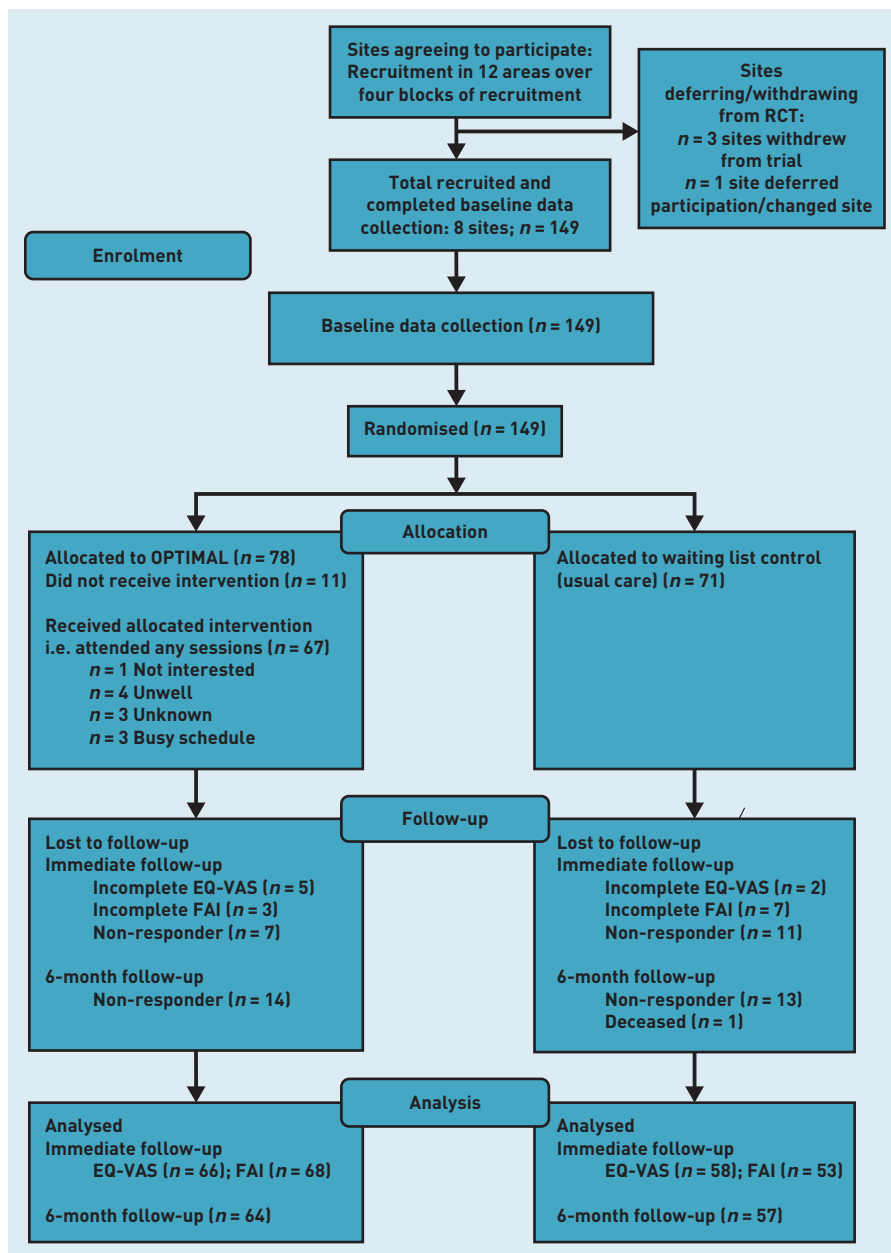 Sites agreeing to participate:
Recruitment in 12 areas over
four blocks of recruitment
Sites
deferring/withdrawing
from RCT:
n = 3 sites withdrew
from trial
n = 1 site deferred
participation/changed site
Total recruited and
completed baseline data
collection: 8 sites; n = 149
Enrolment
Baseline data collection (n = 149)
Randomised (n = 149)
Allocation
Allocated to OPTIMAL (n = 78)
Did not receive intervention (n = 11)
Received allocated intervention
i.e. attended any sessions (n = 67)
n = 1 Not interested
n = 4 Unwell
n = 3 Unknown
n = 3 Busy schedule
Allocated to waiting list control
(usual care) (n = 71)
Follow-up
Lost to follow-up
Immediate follow-up
Incomplete EQ-VAS (n = 5)
Incomplete FAI (n = 3)
Non-responder (n = 7)
6-month follow-up
Non-responder (n = 14)
Lost to follow-up
Immediate follow-up
Incomplete EQ-VAS (n = 2)
Incomplete FAI (n = 7)
Non-responder (n = 11)
6-month follow-up
Non-responder (n = 13)
Deceased (n = 1)
Analysis
Analysed
Immediate follow-up
EQ-VAS (n = 66); FAI (n = 68)
6-month follow-up (n = 64)
Analysed
Immediate follow-up
EQ-VAS (n = 58); FAI (n = 53)
6-month follow-up (n = 57)